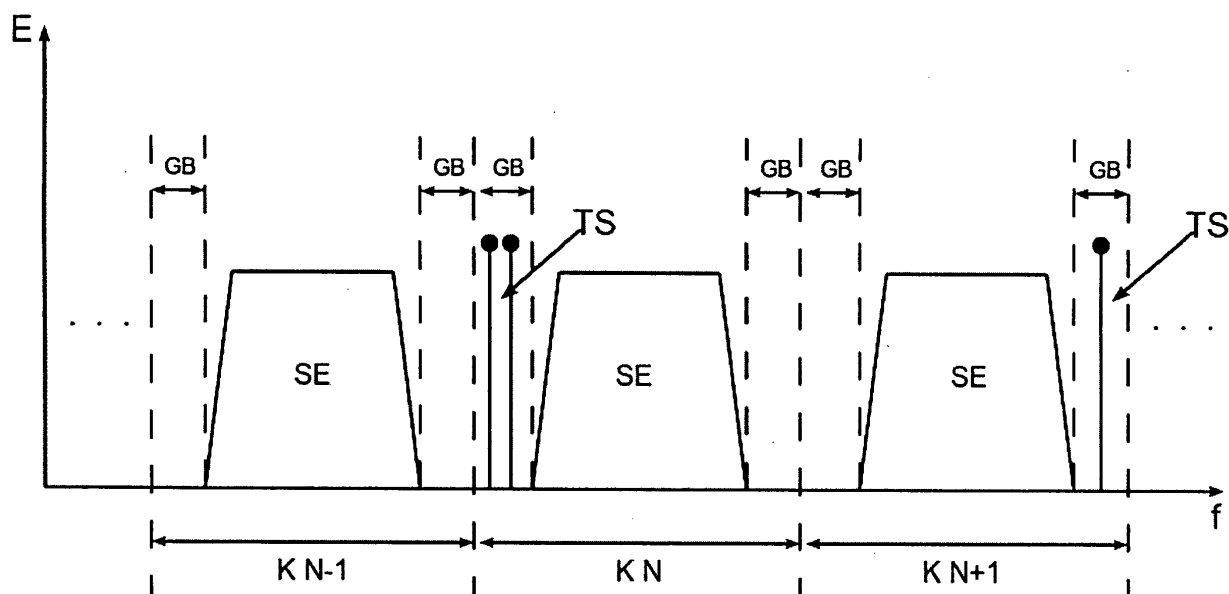 E
GB
GB
GB
GB
GB
GB
TS
TS
. . . .
SE
SE
SE
. . . .
f
K N-1
K N
K N+1